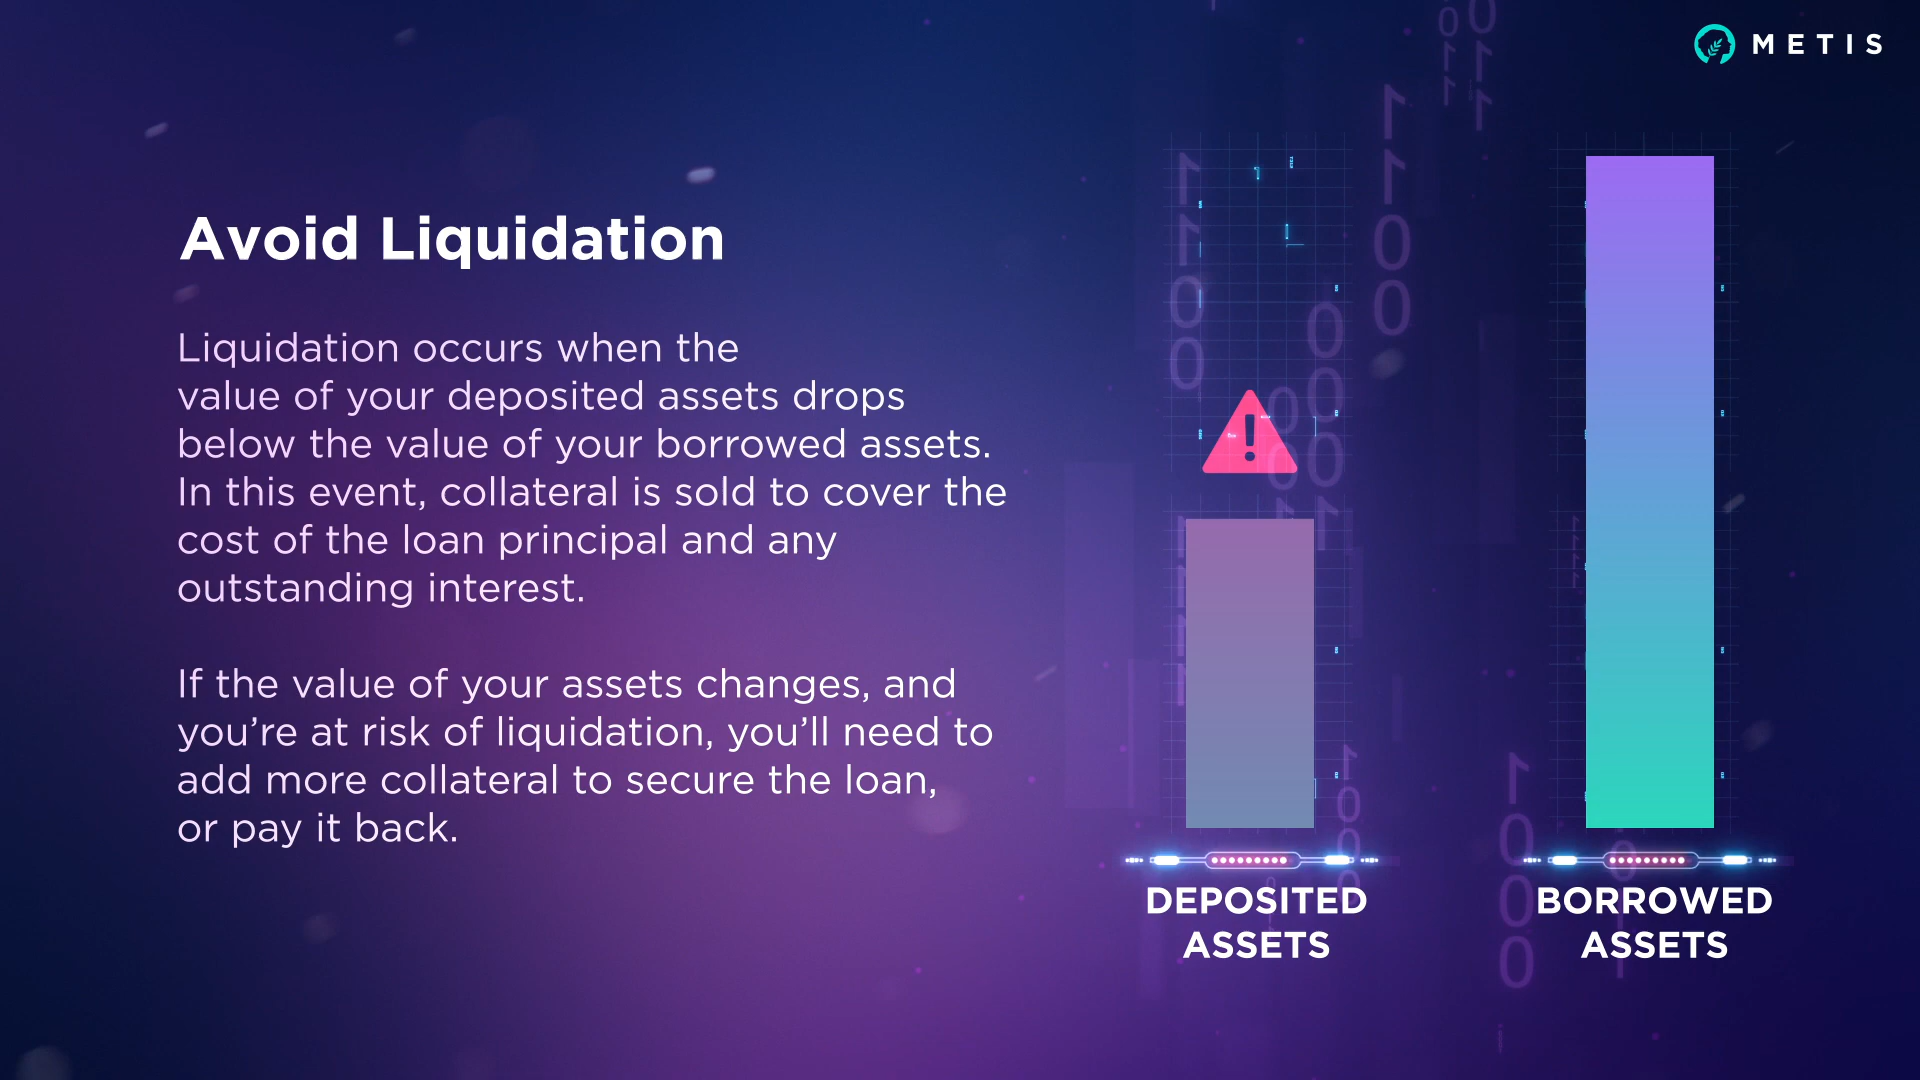 METIS
Avoid Liquidation
Liquidation occurs when the
value of your deposited assets drops
below the value of your borrowed assets.
In this event, collateral is sold to cover the
cost of the loan principal and any
outstanding interest.
If the value of your assets changes, and
you’re at risk of liquidation, you’ll need to
add more collateral to secure the loan,
or pay it back.
DEPOSITED
ASSETS
BORROWED
ASSETS